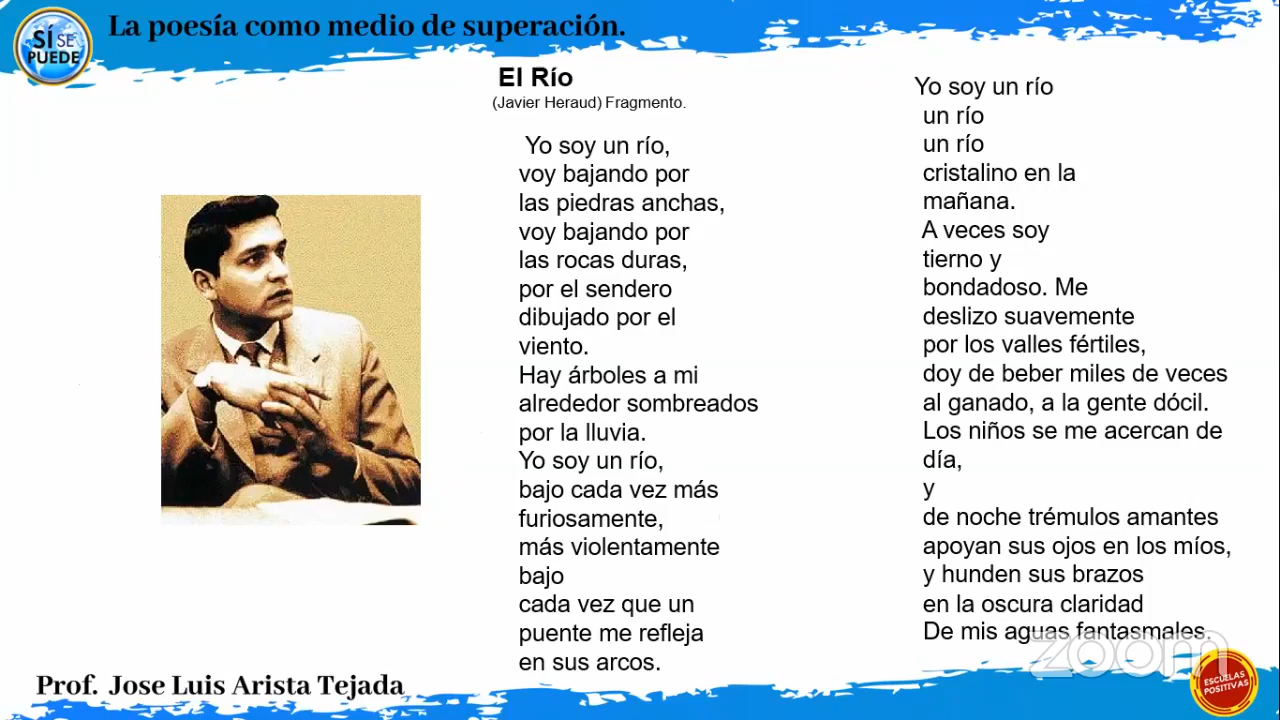 SÍ SE
PUEDE
La poesía como medio de superación.
El Río
(Javier Heraud) Fragmento.
Yo soy un río,
voy bajando por
las piedras anchas,
voy bajando por
las rocas duras,
por el sendero
dibujado por el
viento.
Hay árboles a mi
alrededor sombreados
por la lluvia.
Yo soy un río,
bajo cada vez más
furiosamente,
más violentamente
bajo
cada vez que un
puente me refleja
en sus arcos.
Yo soy un río
un río
un río
cristalino en la
mañana.
A veces soy
tierno y
bondadoso. Me
deslizo suavemente
por los valles fértiles,
doy de beber miles de veces
al ganado, a la gente dócil.
Los niños se me acercan de
día,
y
de noche trémulos amantes
apoyan sus ojos en los míos,
y hunden sus brazos
en la oscura claridad
De mis aguas fantasmales.
zoom
Prof. Jose Luis Arista Tejada
ESCUELAS
POSITIVAS